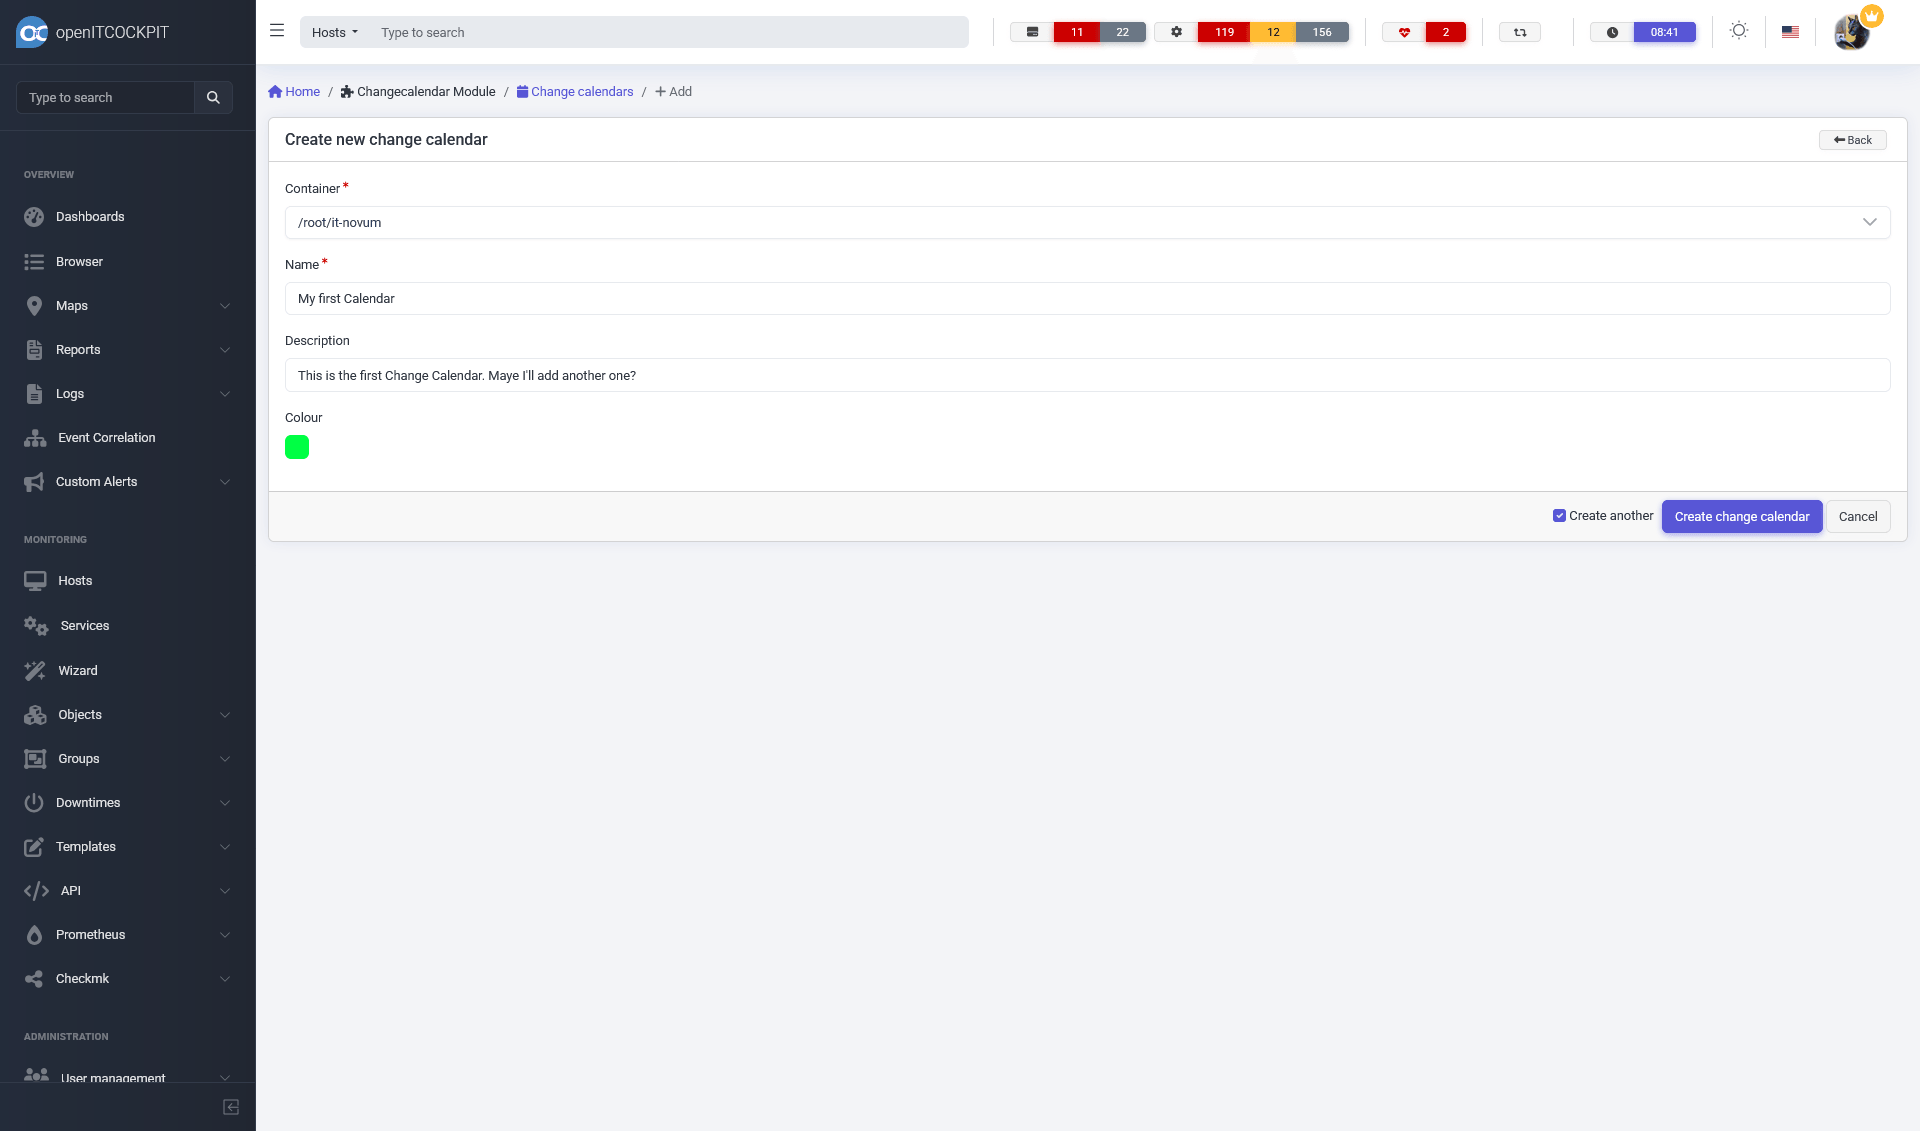 openITCOCKPIT
Hosts
Type to search
11
22
119
12
156
2
08:41
Type to search
Home / Changecalendar Module / Change calendars / Add
OVERVIEW
Dashboards
Browser
Maps
Reports
Logs
Event Correlation
Custom Alerts
MONITORING
Hosts
Services
Wizard
Objects
Groups
Downtimes
Templates
API
Prometheus
Checkmk
ADMINISTRATION
User management
Create new change calendar
Back
Container *
/root/it-novum
Name *
My first Calendar
Description
This is the first Change Calendar. Maye I'll add another one?
Colour
Create another
Create change calendar
Cancel